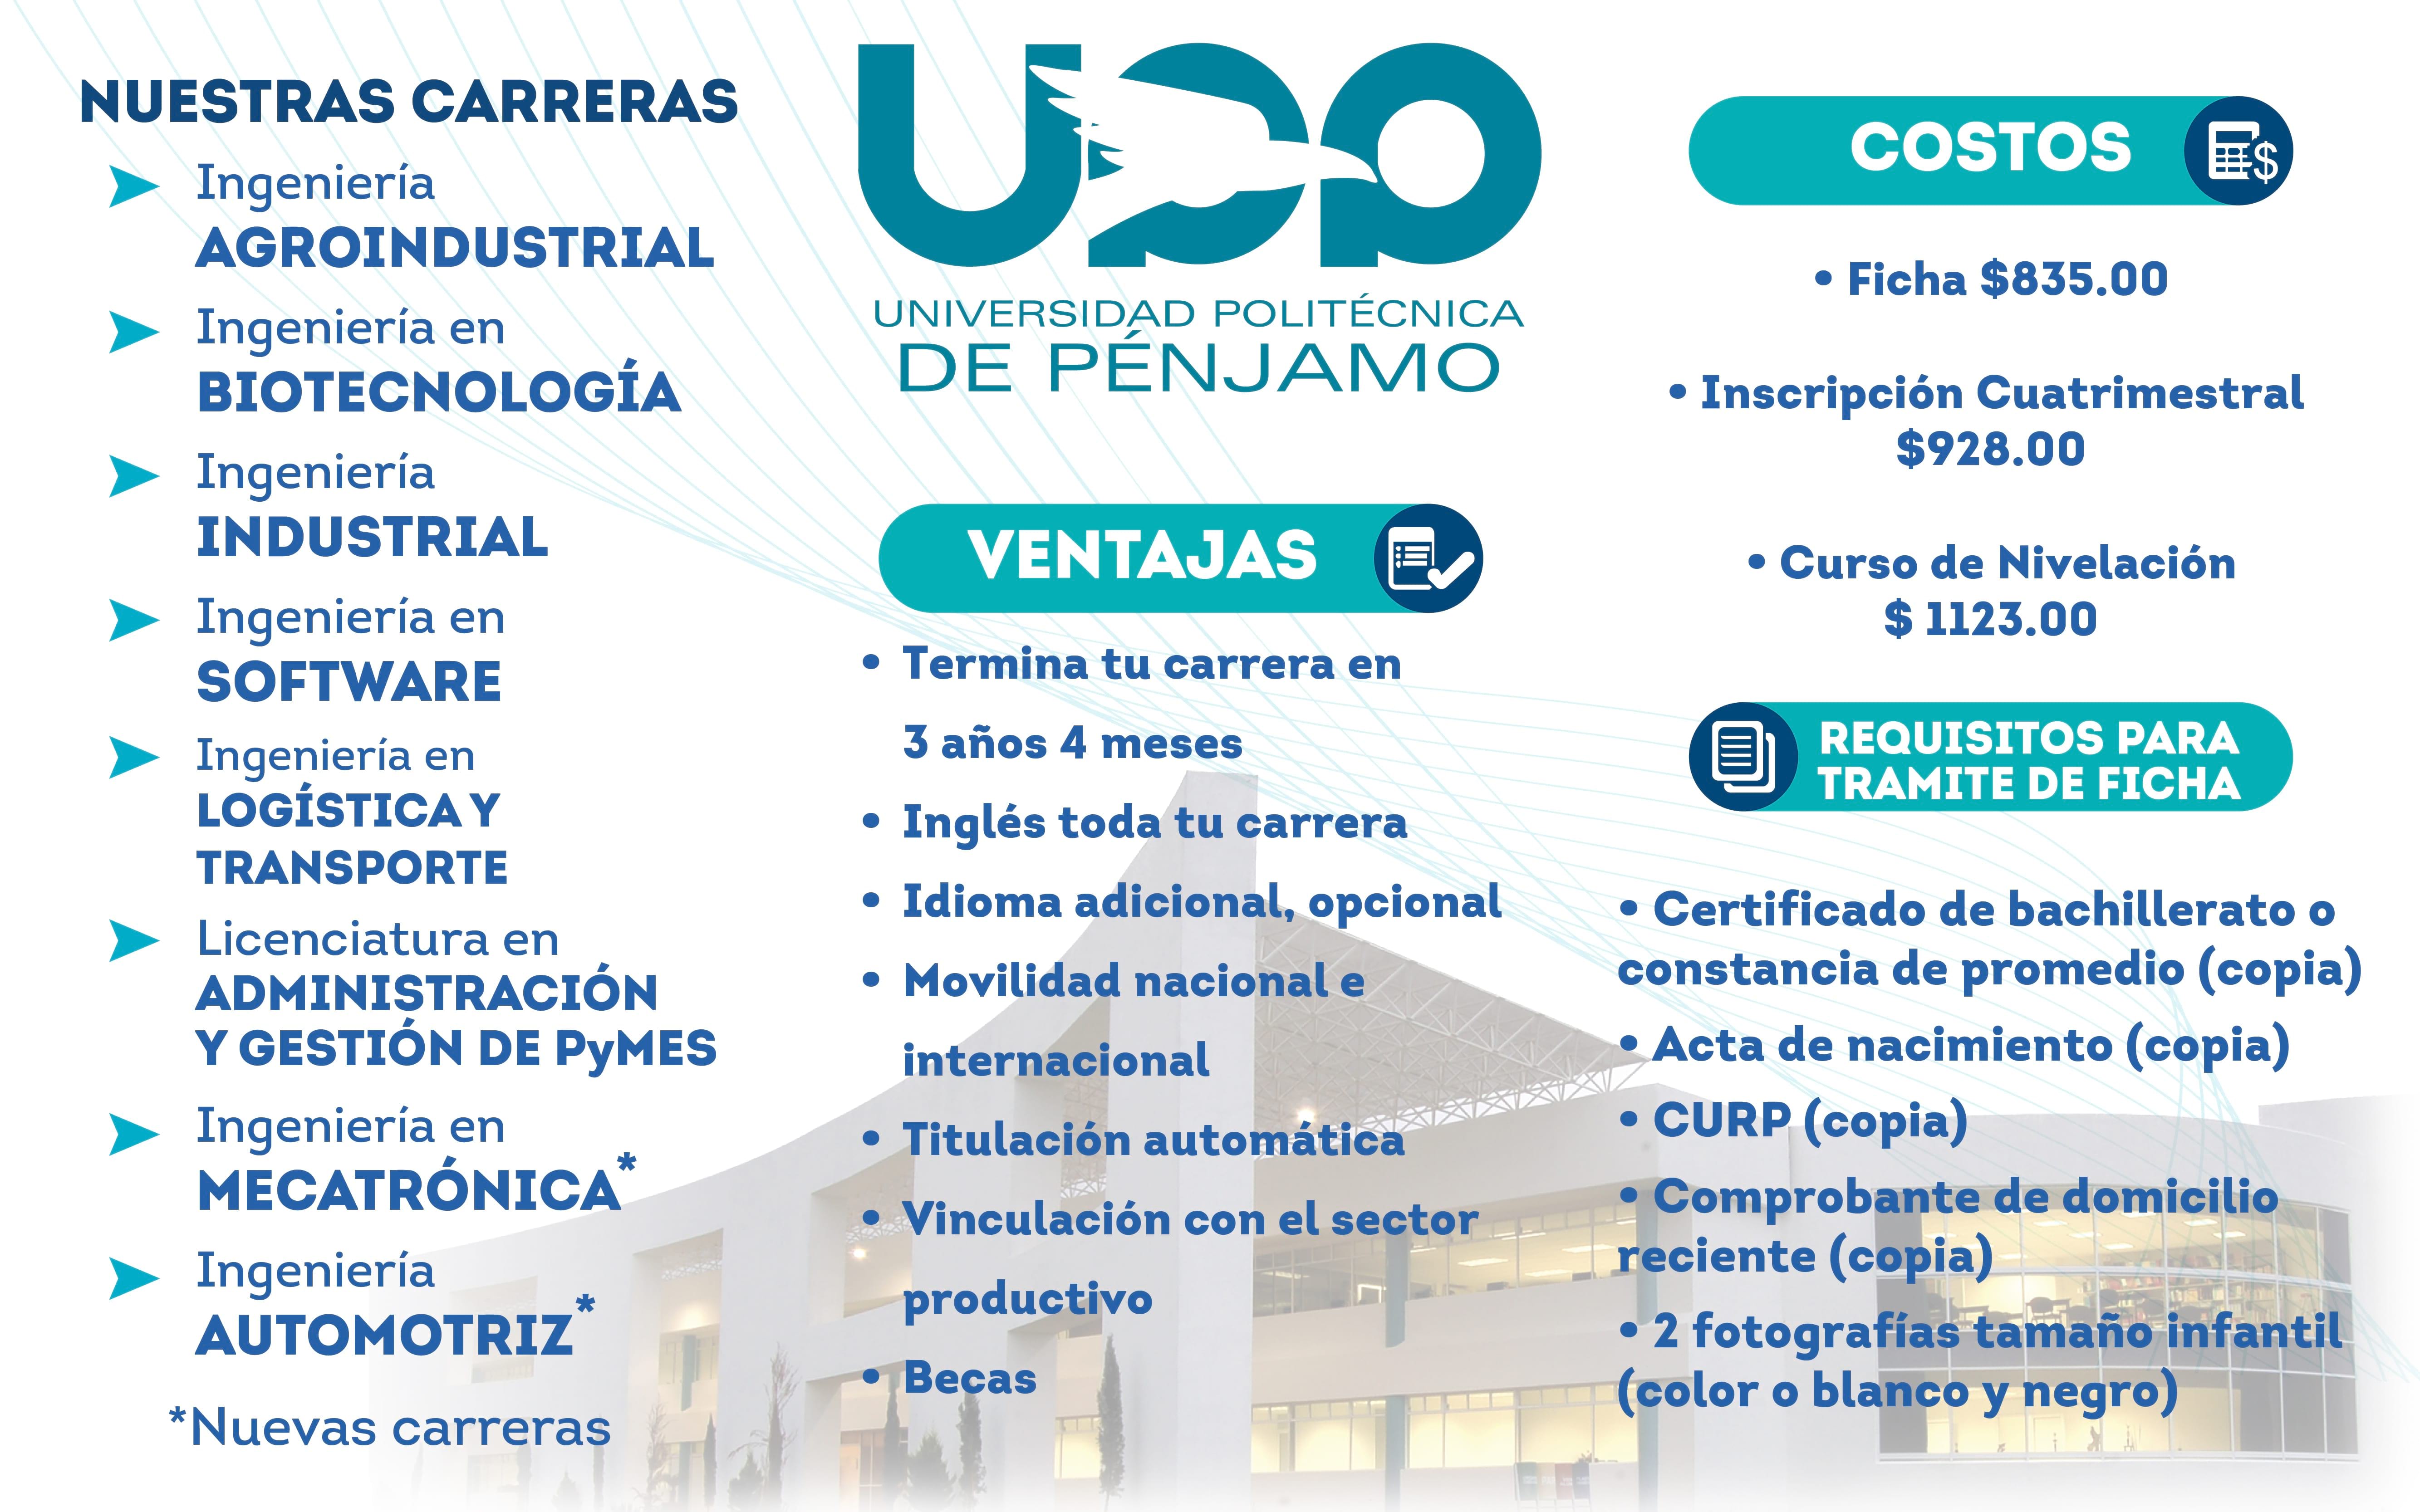 NUESTRAS CARRERAS
Ingeniería
AGROINDUSTRIAL
Ingeniería en
BIOTECNOLOGÍA
Ingeniería
INDUSTRIAL
Ingeniería en
SOFTWARE
Ingeniería en
LOGÍSTICA Y
TRANSPORTE
Licenciatura en
ADMINISTRACIÓN
Y GESTIÓN DE PyMES
Ingeniería en
MECATRÓNICA*
Ingeniería
AUTOMOTRIZ*
*Nuevas carreras
UPP
UNIVERSIDAD POLITÉCNICA
DE PÉNJAMO
VENTAJAS
• Termina tu carrera en
3 años 4 meses
• Inglés toda tu carrera
• Idioma adicional, opcional
• Movilidad nacional e
internacional
• Titulación automática
• Vinculación con el sector
productivo
• Becas
COSTOS
$
• Ficha $835.00
• Inscripción Cuatrimestral
$928.00
• Curso de Nivelación
$ 1123.00
REQUISITOS PARA
TRAMITE DE FICHA
• Certificado de bachillerato o
constancia de promedio (copia)
• Acta de nacimiento (copia)
• CURP (copia)
• Comprobante de domicilio
reciente (copia)
• 2 fotografías tamaño infantil
(color o blanco y negro)